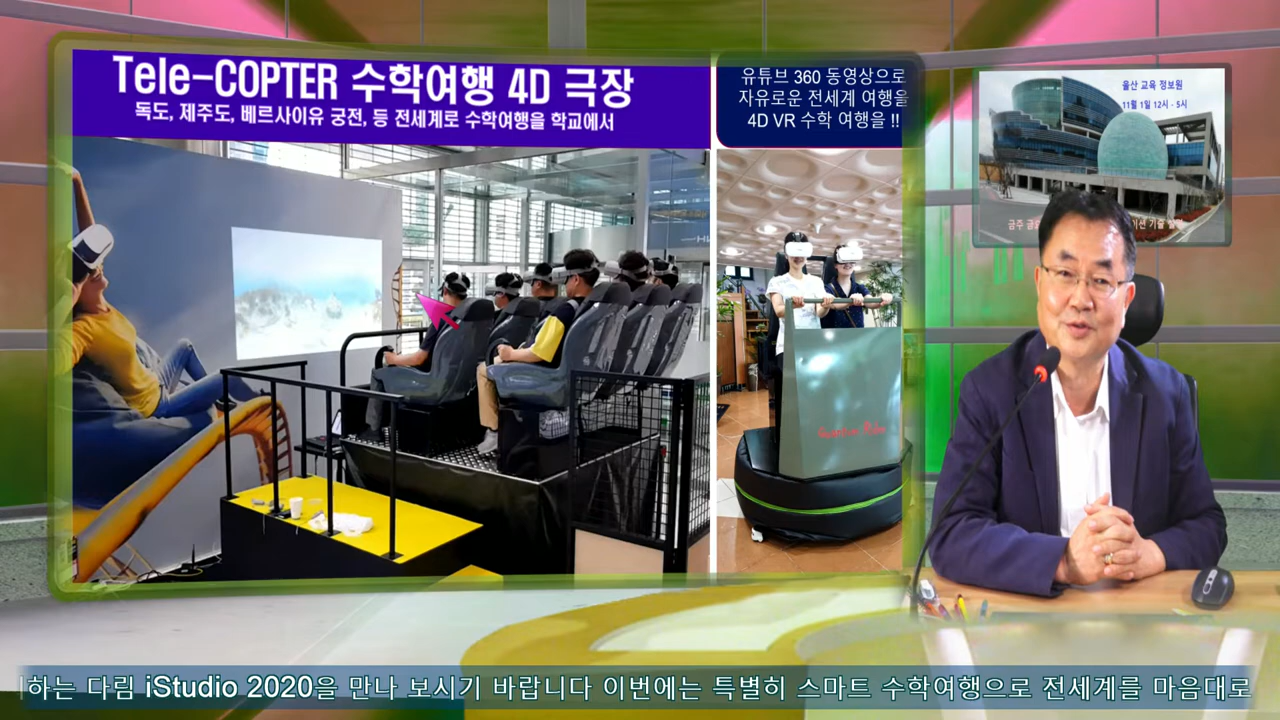 Tele-COPTER 수학여행 4D 극장
독도, 제주도, 베르사이유 궁전, 등 전세계로 수학여행을 학교에서
유튜브 360 동영상으로
자유로운 전세계 여행을
4D VR 수학 여행을 !!
울산 교육 정보원
11월 1일 12시 - 5시
금주 금
하는 다림 iStudio 2020을 만나 보시기 바랍니다 이번에는 특별히 스마트 수학여행으로 전세계를 마음대로